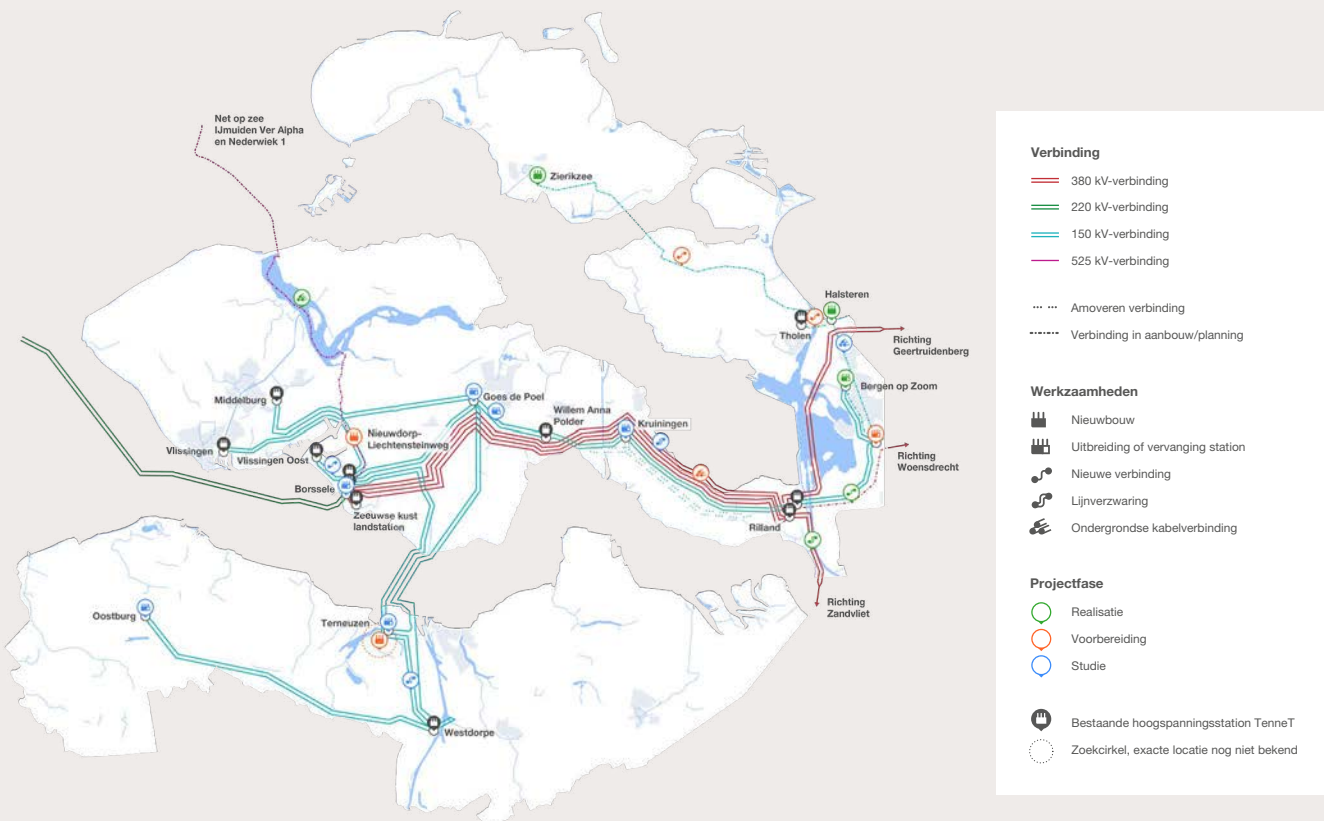 Net op zee
IJmuiden Ver Alpha
en Nederwiek 1
Zierikzee
Halsteren
Tholen
Richting
Geertruidenberg
Bergen op Zoom
Middelburg
Goes de Poel
Willem Anna
Polder
Kruiningen
Nieuwdorp-
Liechtensteinweg
Vlissingen
Vlissingen Oost
Richting
Woensdrecht
Borssele
Zeeuwse kust
landstation
Rilland
Richting
Zandvliet
Oostburg
Terneuzen
Westdorpe
Verbinding
380 kV-verbinding
220 kV-verbinding
150 kV-verbinding
525 kV-verbinding
Amoveren verbinding
Verbinding in aanbouw/planning
Werkzaamheden
Nieuwbouw
Uitbreiding of vervanging station
Nieuwe verbinding
Lijnverzwaring
Ondergrondse kabelverbinding
Projectfase
Realisatie
Voorbereiding
Studie
Bestaande hoogspanningsstation TenneT
Zoekcirkel, exacte locatie nog niet bekend